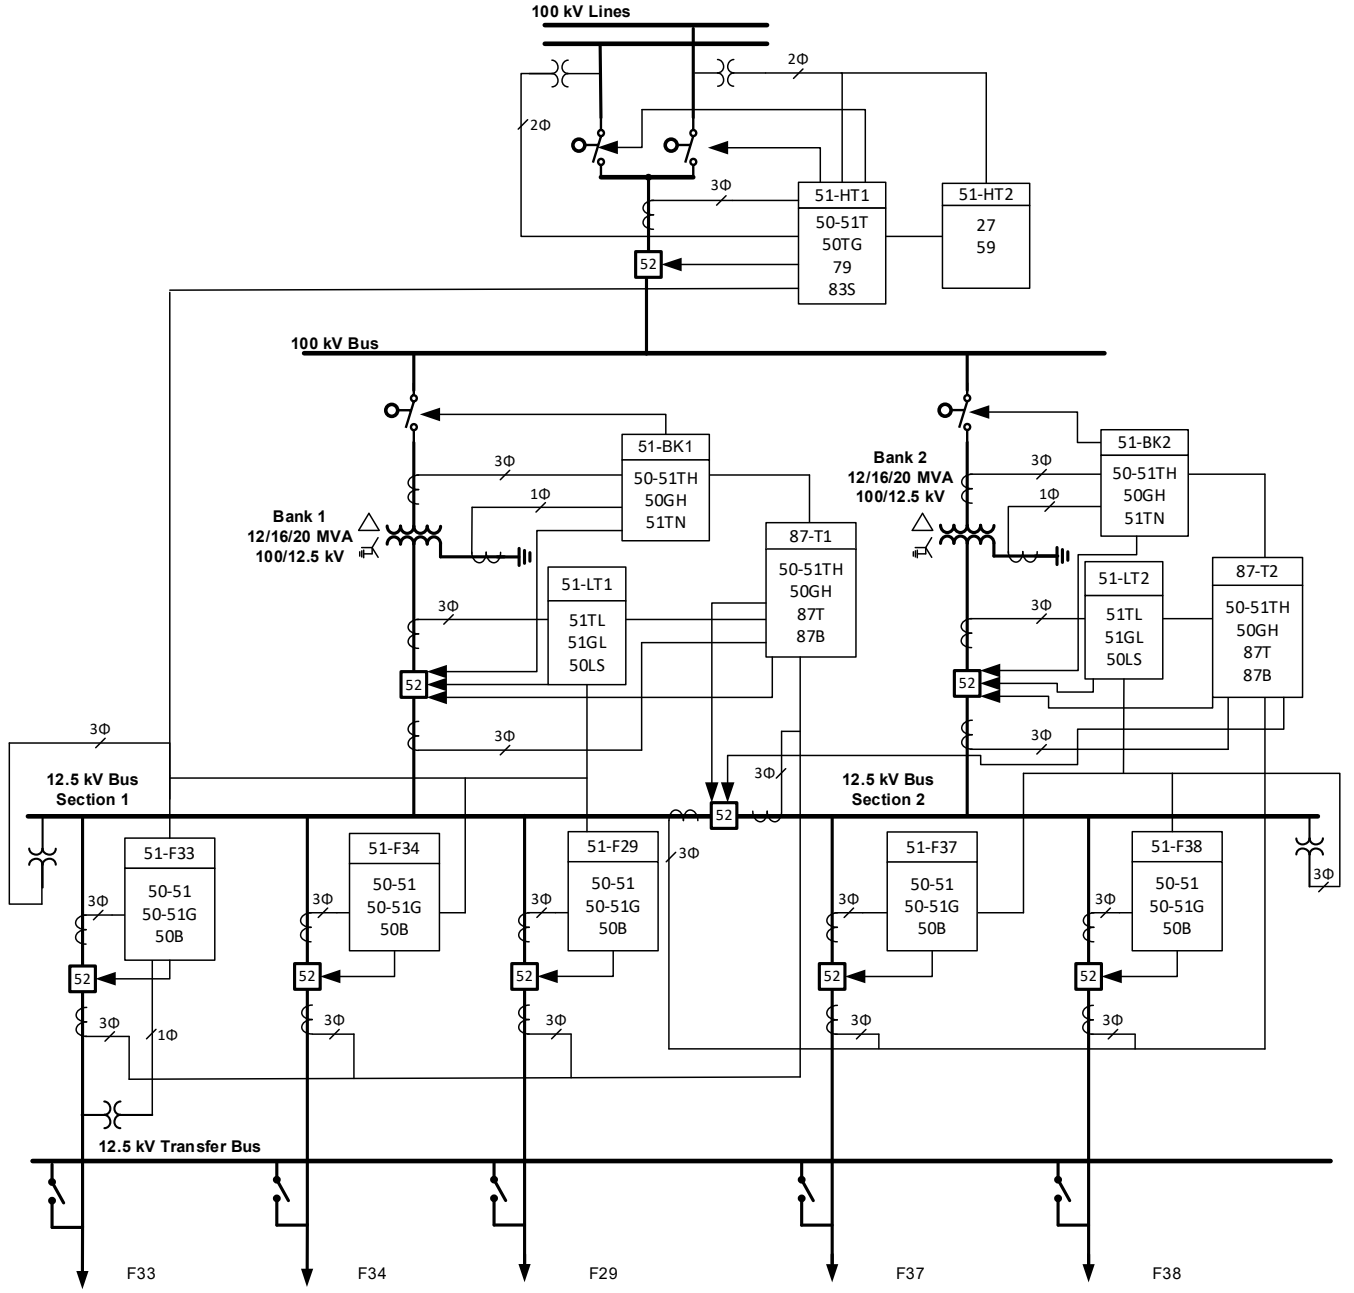 100 kV Lines
2Φ
2Φ
3Φ
51-HT1
50-51T
50TG
79
83S
51-HT2
27
59
52
100 kV Bus
51-BK1
50-51TH
50GH
51TN
3Φ
1Φ
Bank 1
12/16/20 MVA
100/12.5 kV
87-T1
50-51TH
50GH
87T
87B
51-LT1
51TL
51GL
50LS
3Φ
52
3Φ
Bank 2
12/16/20 MVA
100/12.5 kV
51-BK2
50-51TH
50GH
51TN
3Φ
1Φ
51-LT2
51TL
51GL
50LS
87-T2
50-51TH
50GH
87T
87B
3Φ
52
3Φ
3Φ
12.5 kV Bus
Section 1
3Φ
52
3Φ
12.5 kV Bus
Section 2
3Φ
51-F33
50-51
50-51G
50B
3Φ
52
3Φ
1Φ
51-F34
50-51
50-51G
50B
3Φ
52
3Φ
51-F29
50-51
50-51G
50B
3Φ
52
3Φ
51-F37
50-51
50-51G
50B
3Φ
52
3Φ
51-F38
50-51
50-51G
50B
3Φ
52
3Φ
12.5 kV Transfer Bus
F33
F34
F29
F37
F38